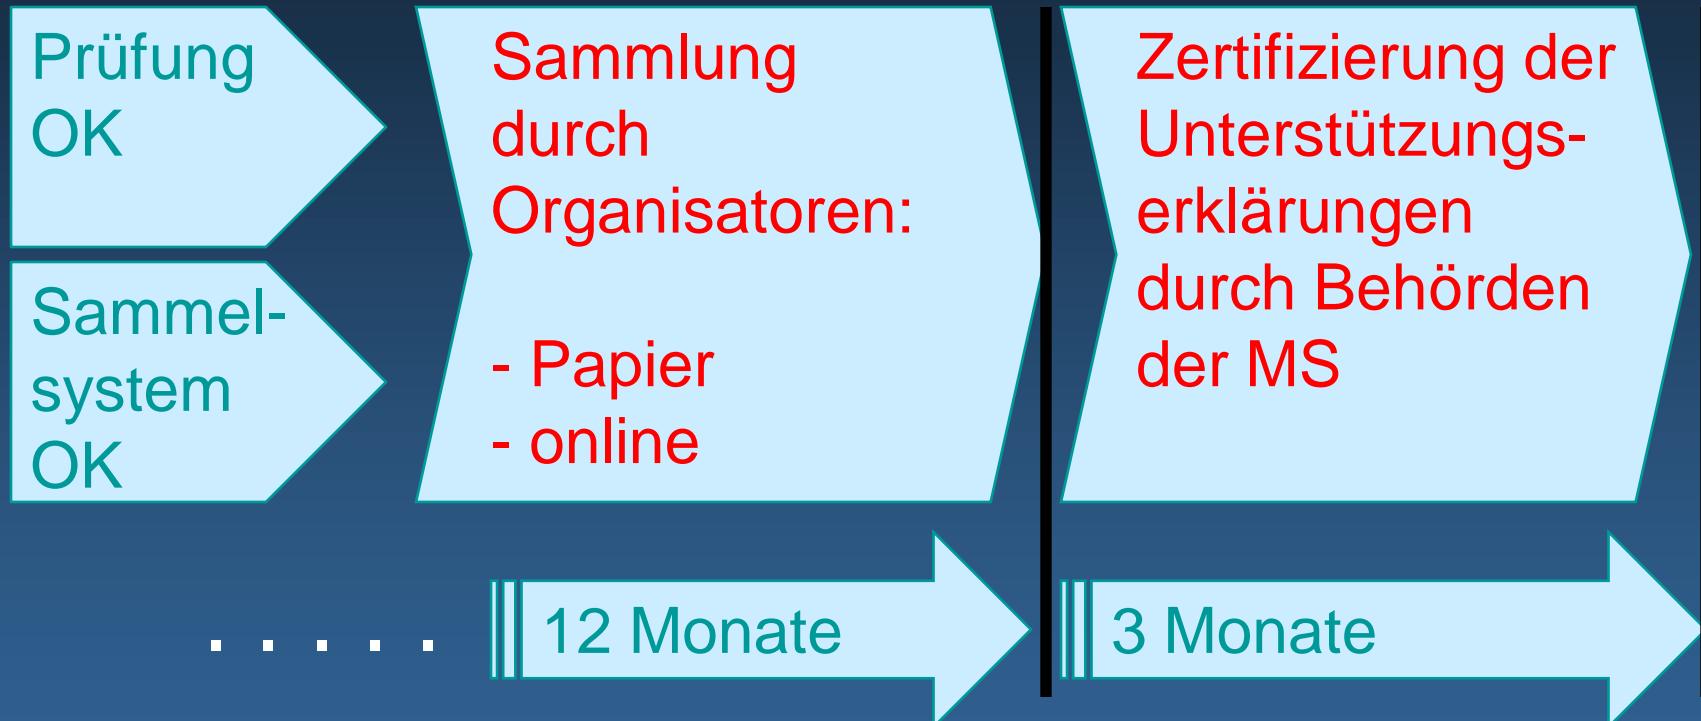 Prüfung
OK
Sammel-
system
OK
Sammlung
durch
Organisatoren:
- Papier
- online
Zertifizierung der
Unterstützungs-
erklärungen
durch Behörden
der MS
. . . . .
12 Monate
3 Monate